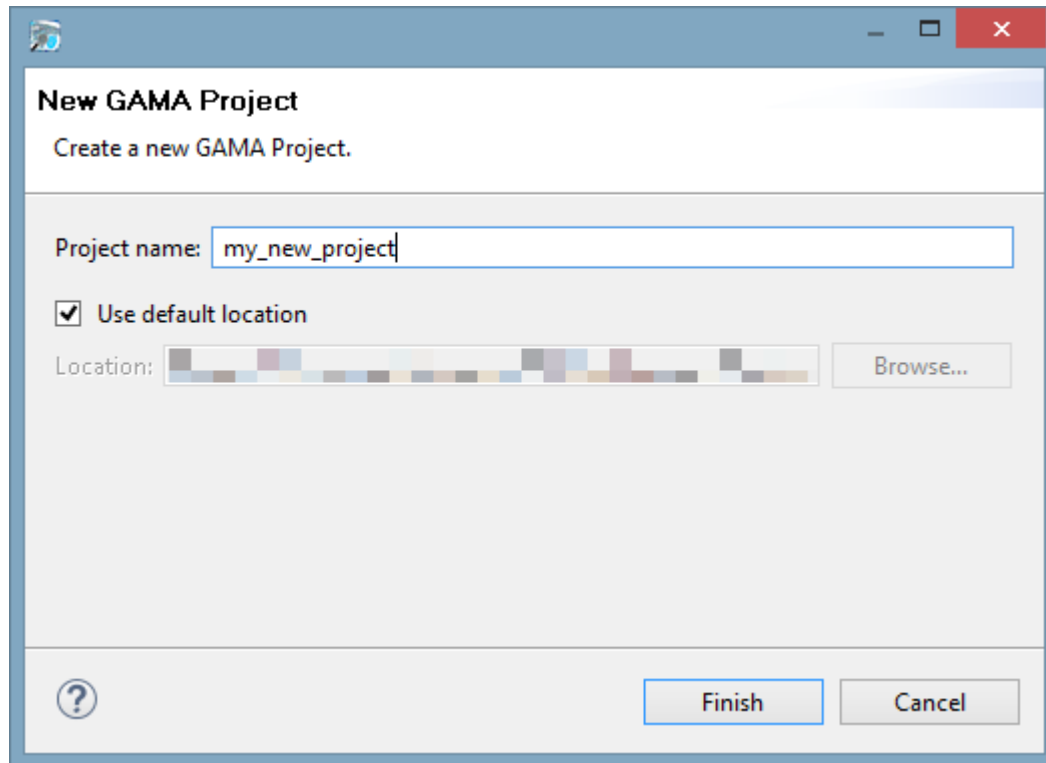 New GAMA Project
Create a new GAMA Project.
Project name: my_new_project
Use default location
Location: Browse...
Finish Cancel